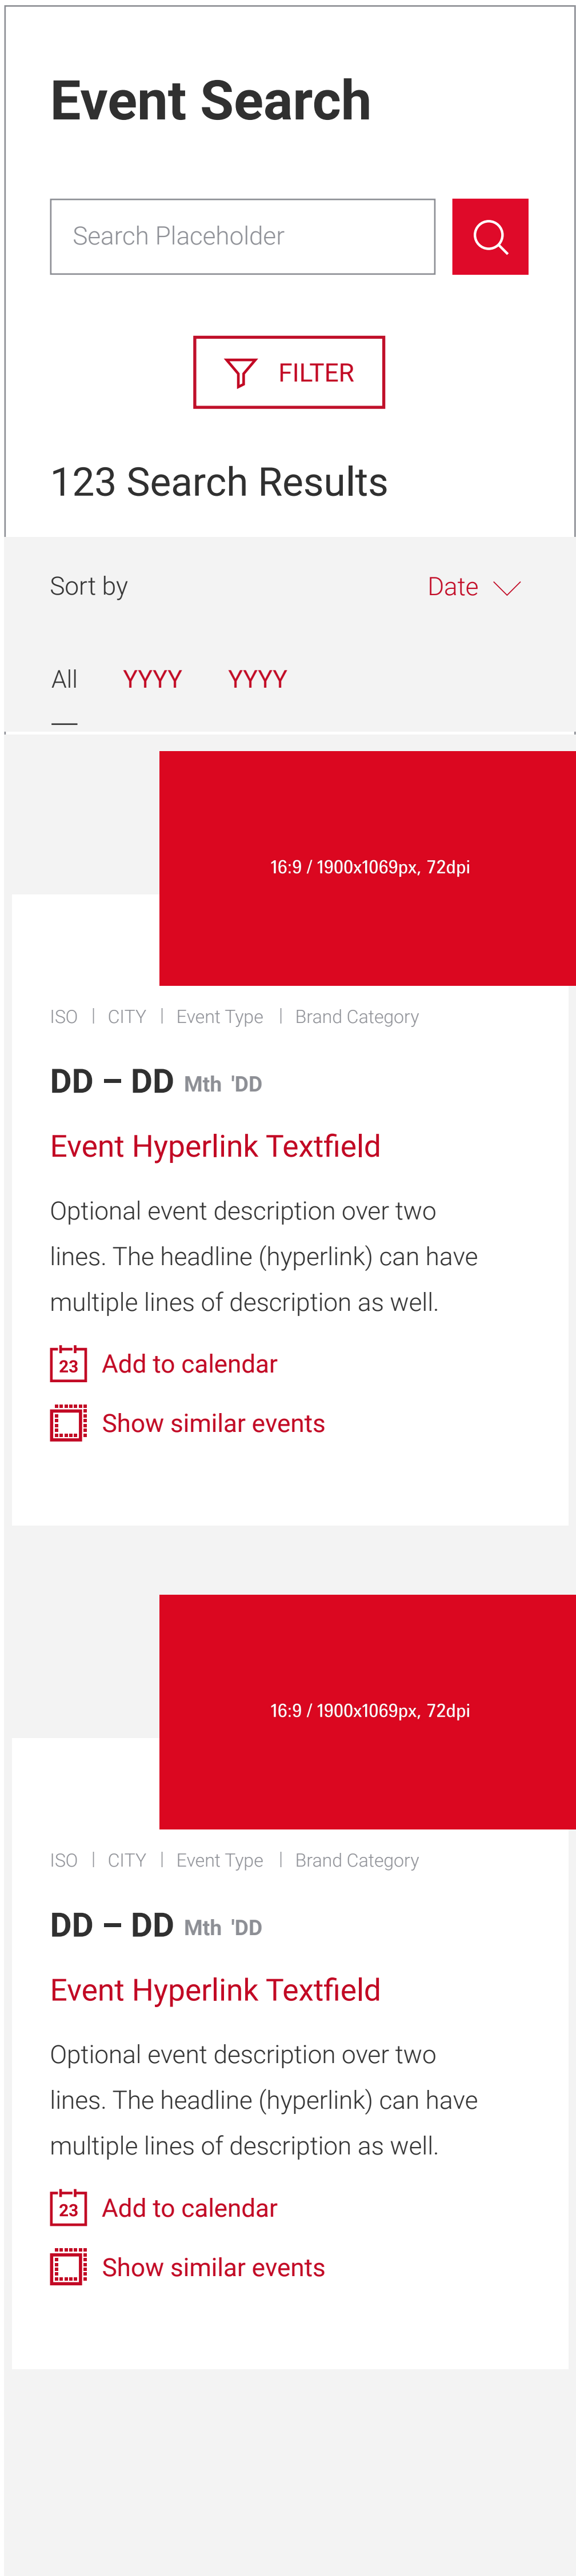 Event Search
Search Placeholder
FILTER
123 Search Results
Sort by Date
All YYYY YYYY
16:9 / 1900x1069px, 72dpi
ISO | CITY | Event Type | Brand Category
DD – DD Mth 'DD
Event Hyperlink Textfield
Optional event description over two
lines. The headline (hyperlink) can have
multiple lines of description as well.
23 Add to calendar
Show similar events
16:9 / 1900x1069px, 72dpi
ISO | CITY | Event Type | Brand Category
DD – DD Mth 'DD
Event Hyperlink Textfield
Optional event description over two
lines. The headline (hyperlink) can have
multiple lines of description as well.
23 Add to calendar
Show similar events